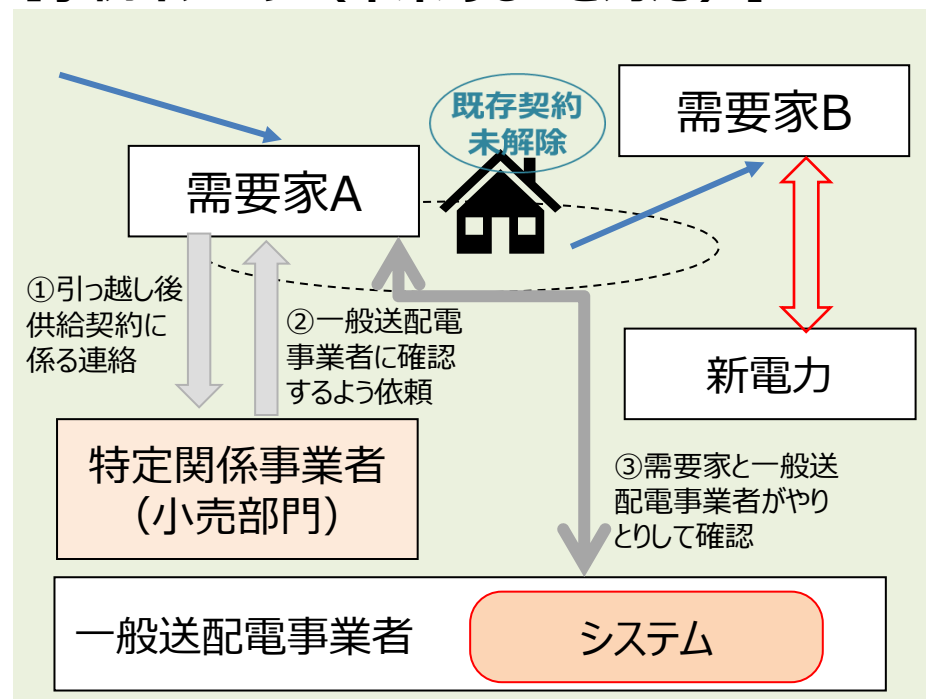 既存契約
未解除
需要家B
需要家A
①引っ越し後
供給契約に
係る連絡
②一般送配電
事業者に確認
するよう依頼
新電力
特定関係事業者
（小売部門）
③需要家と一般送
配電事業者がやり
とりして確認
一般送配電事業者
システム